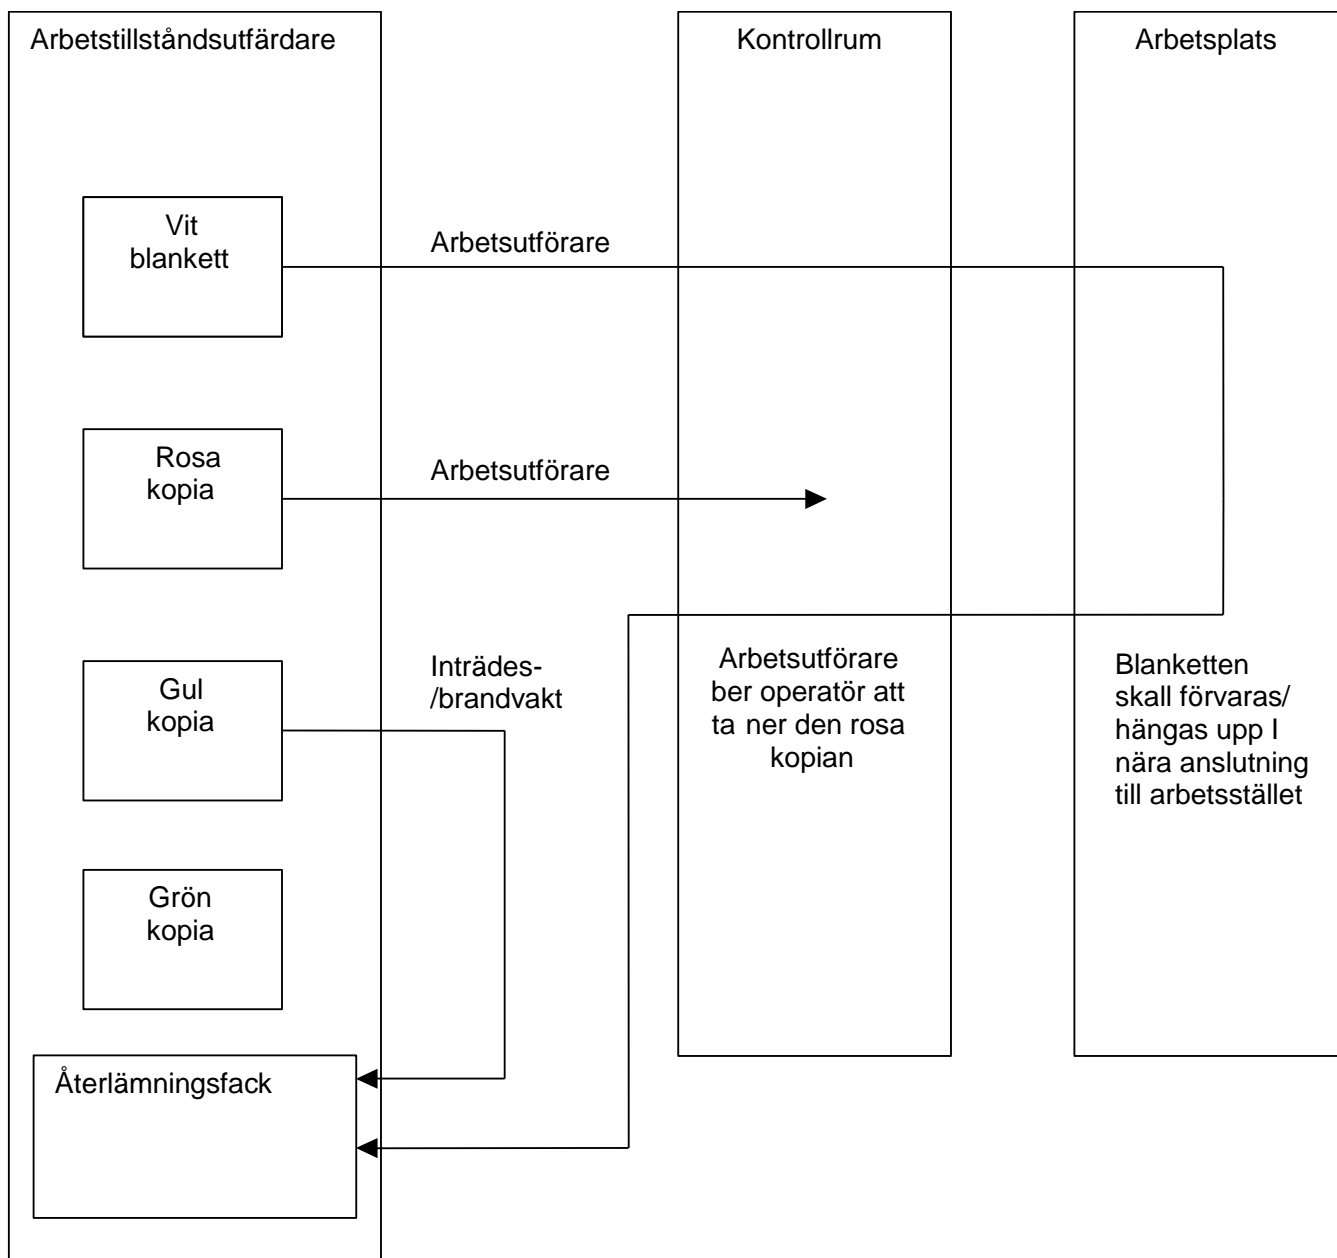 Arbetstillståndsutfärdare
Kontrollrum
Arbetsplats
Vit
blankett
Arbetsutförare
Rosa
kopia
Arbetsutförare
Gul
kopia
Inträdes-
/brandvakt
Arbetsutförare
ber operatör att
ta ner den rosa
kopian
Blanketten
skall förvaras/
hängas upp I
nära anslutning
till arbetsstället
Grön
kopia
Återlämningsfack